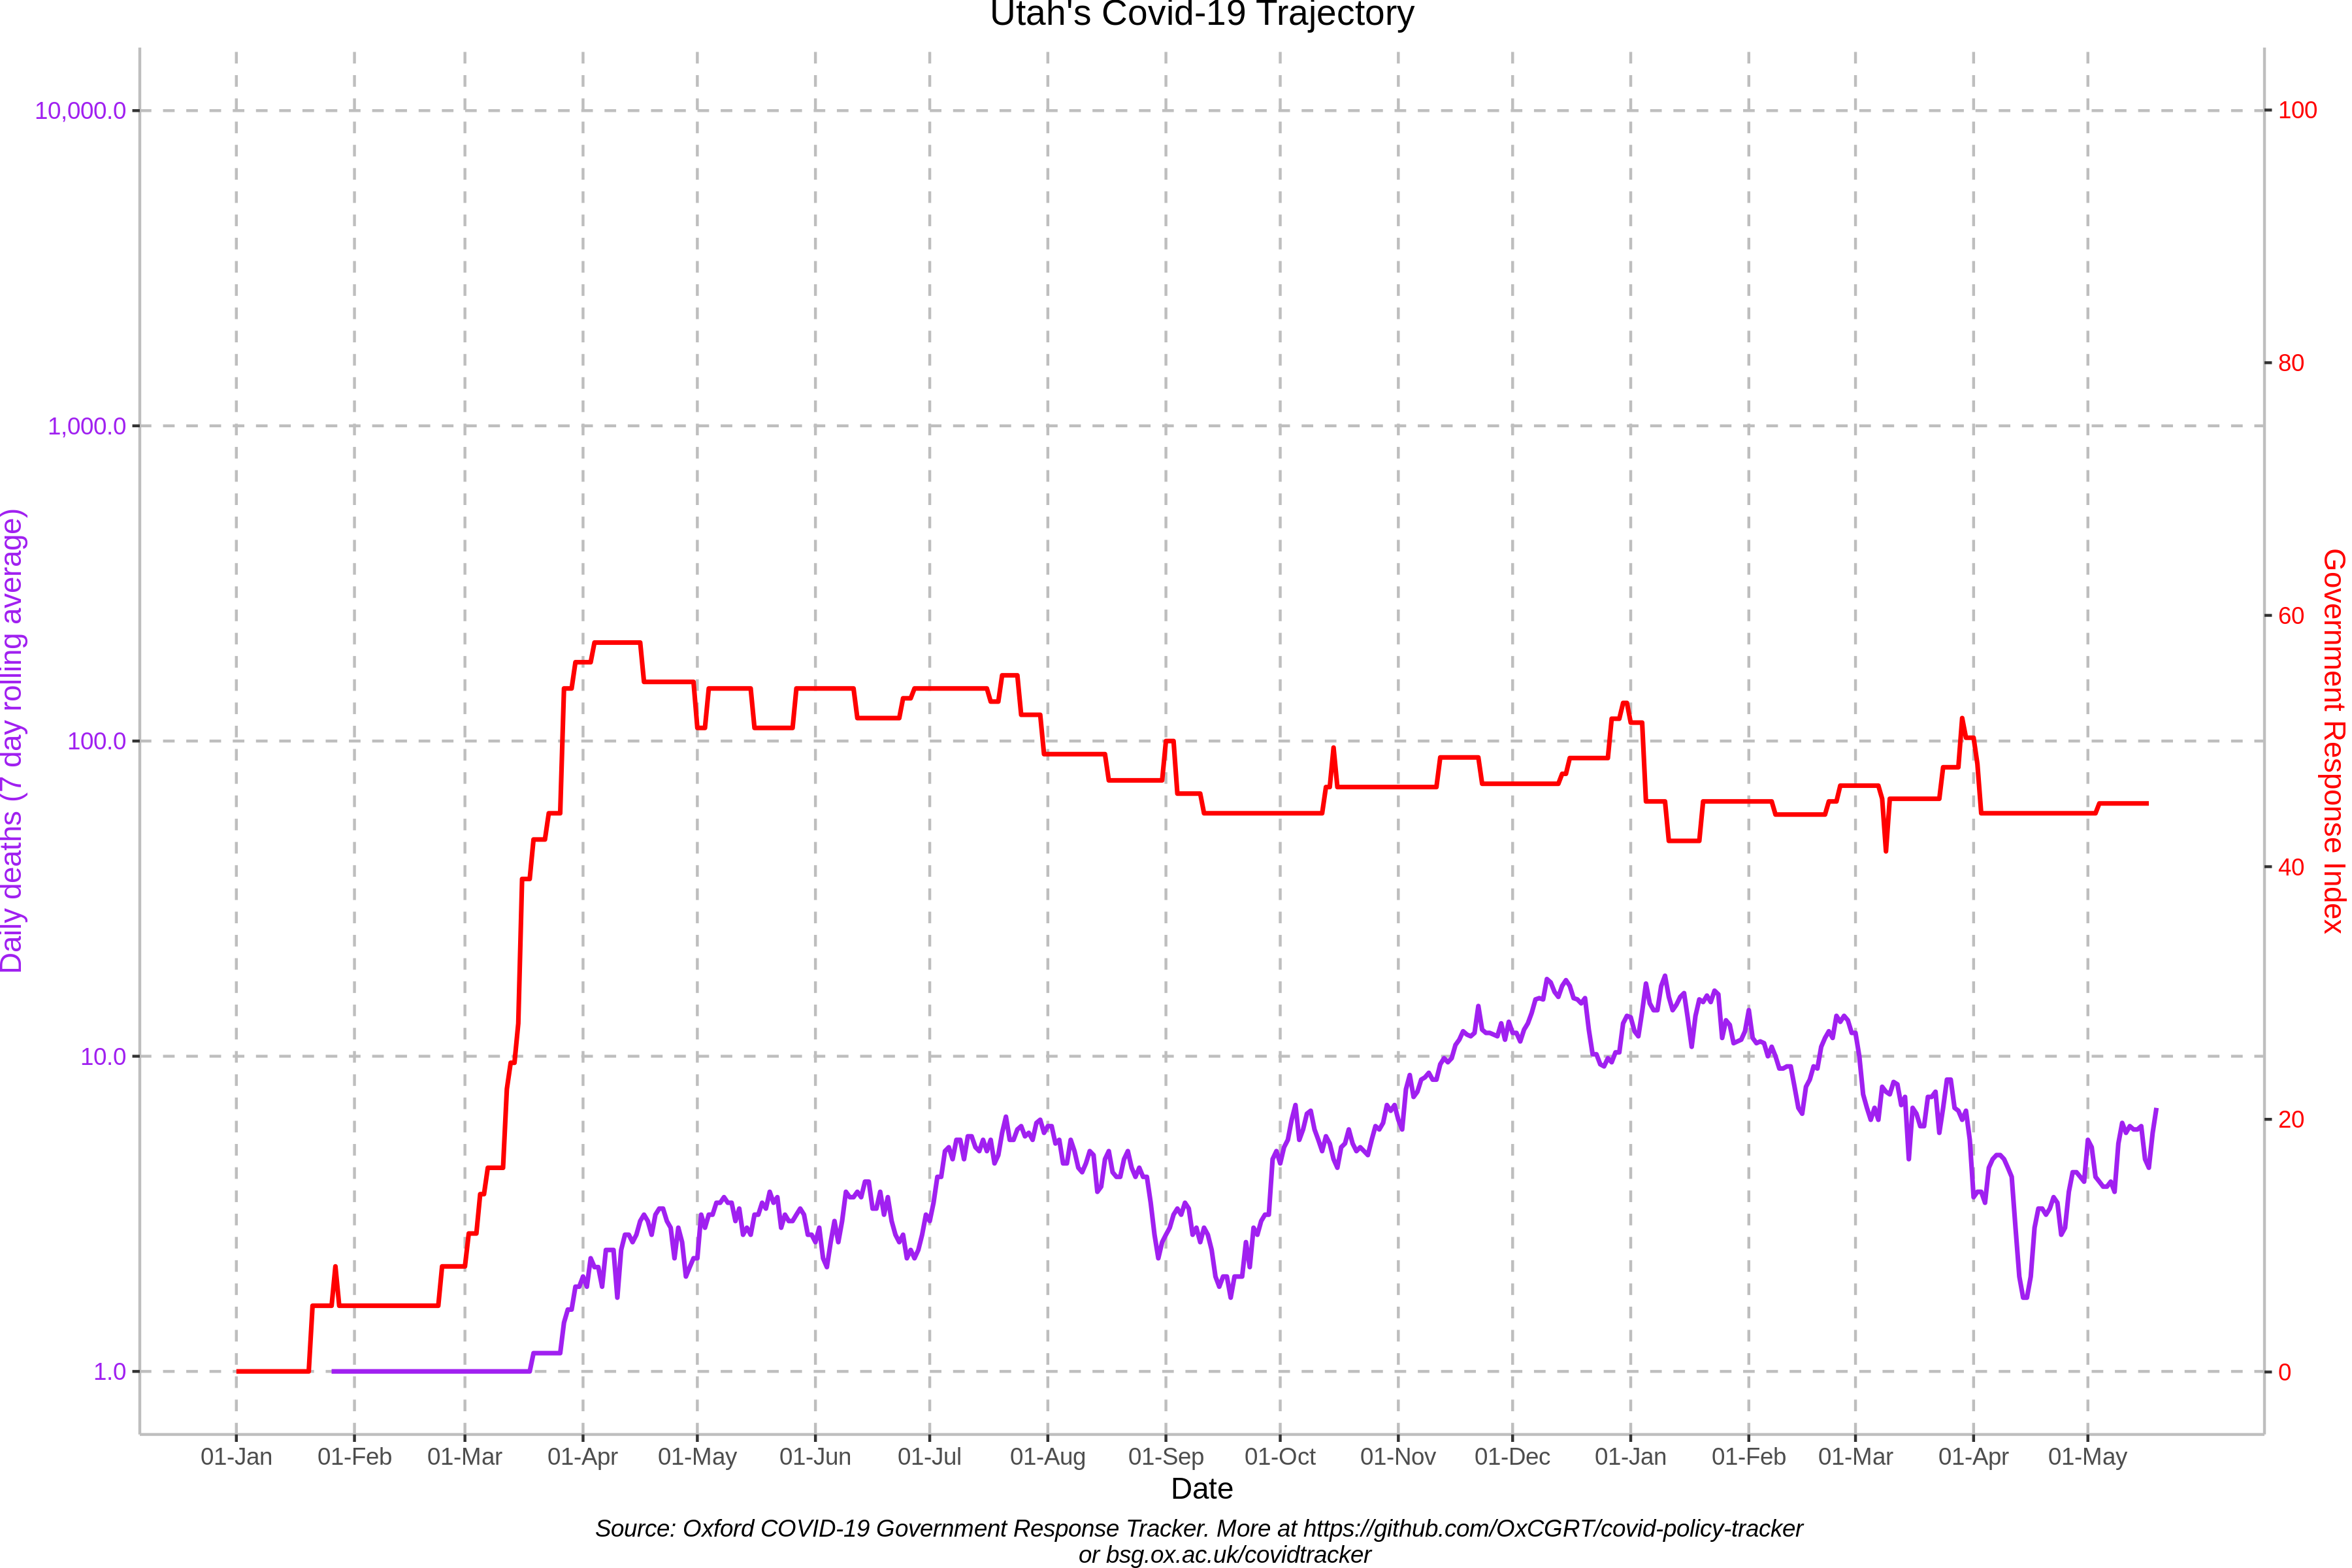 Utah's Covid-19 Trajectory
10,000.0
1,000.0
100.0
10.0
1.0
Daily deaths (7 day rolling average)
100
80
60
40
20
0
Government Response Index
01-Jan 01-Feb 01-Mar 01-Apr 01-May 01-Jun 01-Jul 01-Aug 01-Sep 01-Oct 01-Nov 01-Dec 01-Jan 01-Feb 01-Mar 01-Apr 01-May
Date
Source: Oxford COVID-19 Government Response Tracker. More at https://github.com/OxCGRT/covid-policy-tracker
or bsg.ox.ac.uk/covidtracker